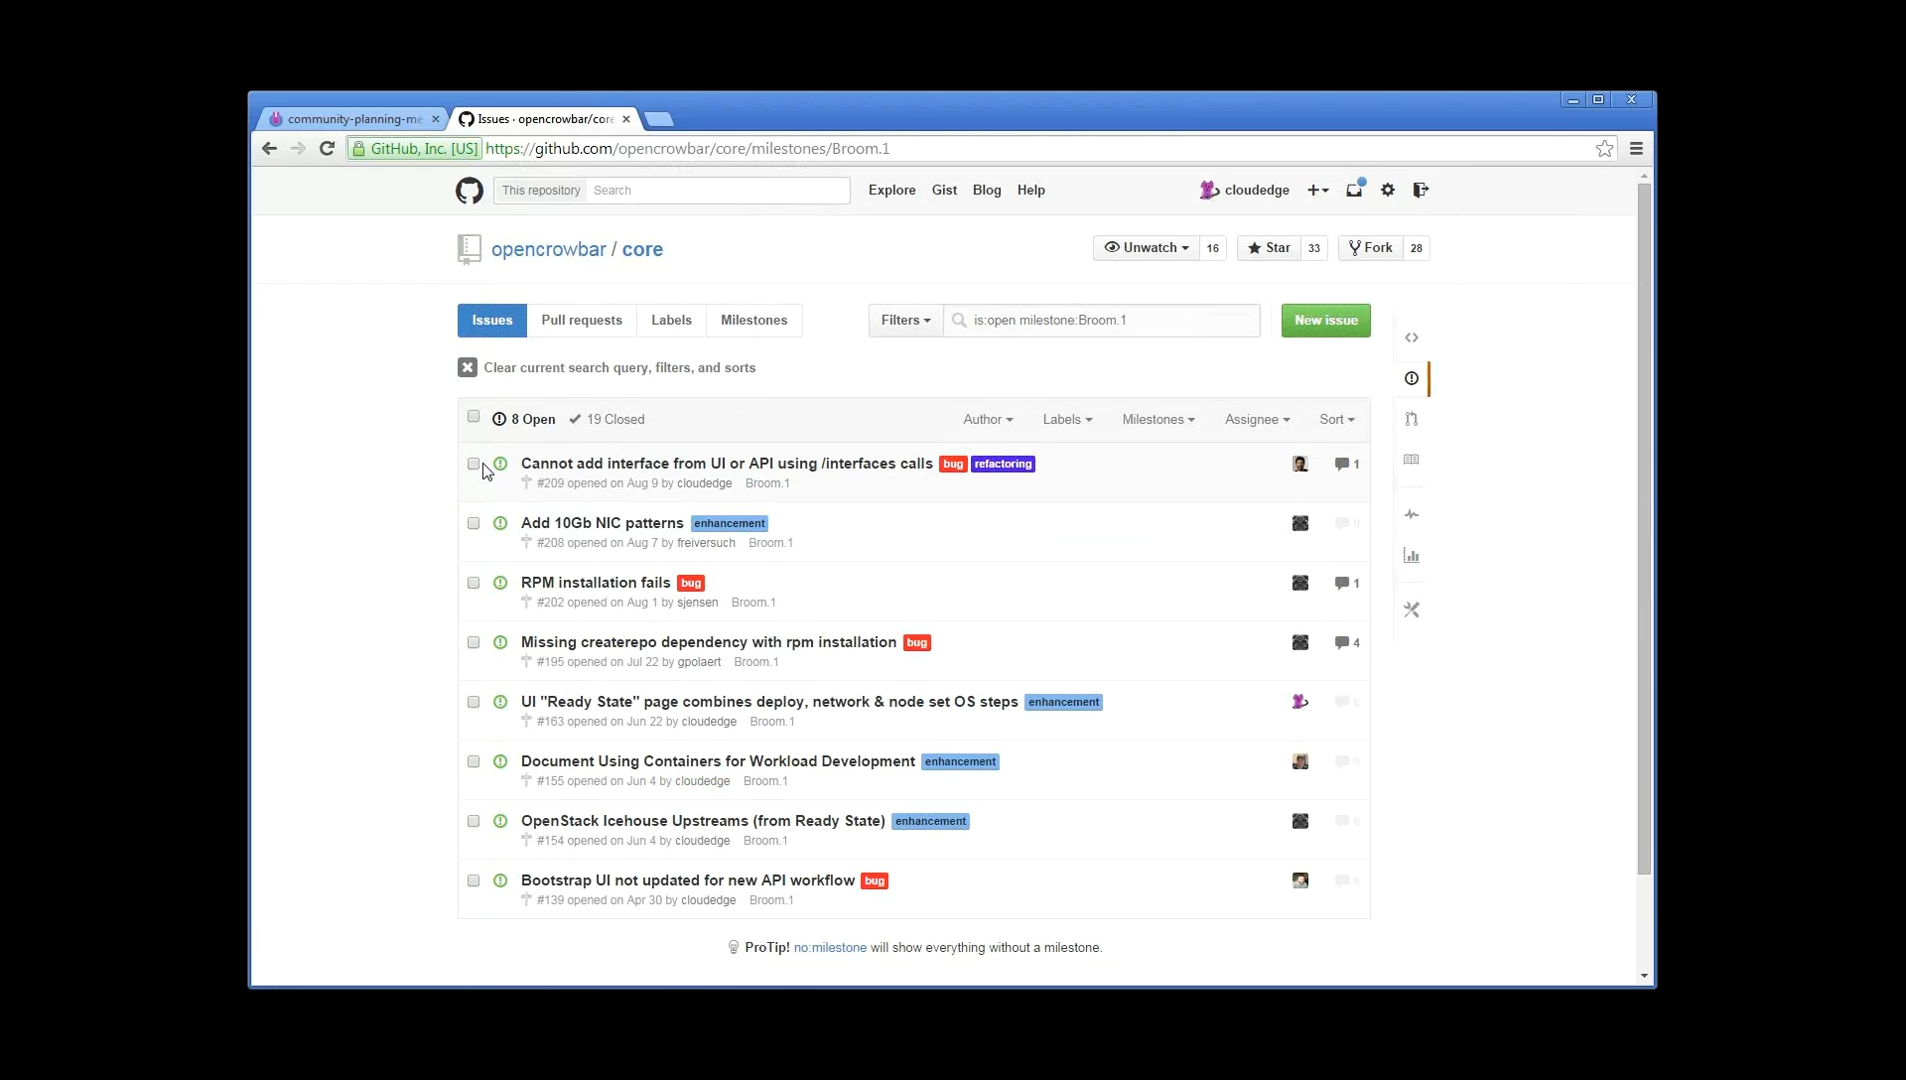 community-planning-me
Issues · opencrowbar/core
GitHub, Inc. [US] https://github.com/opencrowbar/core/milestones/Broom.1
This repository Search Explore Gist Blog Help cloudedge
opencrowbar / core Unwatch 16 Star 33 Fork 28
Issues Pull requests Labels Milestones Filters is:open milestone:Broom.1 New issue
Clear current search query, filters, and sorts
8 Open 19 Closed Author Labels Milestones Assignee Sort
Cannot add interface from UI or API using /interfaces calls bug refactoring 1
#209 opened on Aug 9 by cloudedge Broom.1
Add 10Gb NIC patterns enhancement 0
#208 opened on Aug 7 by freiversuch Broom.1
RPM installation fails bug 1
#202 opened on Aug 1 by sjensen Broom.1
Missing createrepo dependency with rpm installation bug 4
#195 opened on Jul 22 by gpolaert Broom.1
UI "Ready State" page combines deploy, network & node set OS steps enhancement 0
#163 opened on Jun 22 by cloudedge Broom.1
Document Using Containers for Workload Development enhancement 0
#155 opened on Jun 4 by cloudedge Broom.1
OpenStack Icehouse Upstreams (from Ready State) enhancement 0
#154 opened on Jun 4 by cloudedge Broom.1
Bootstrap UI not updated for new API workflow bug 0
#139 opened on Apr 30 by cloudedge Broom.1
ProTip! no:milestone will show everything without a milestone.